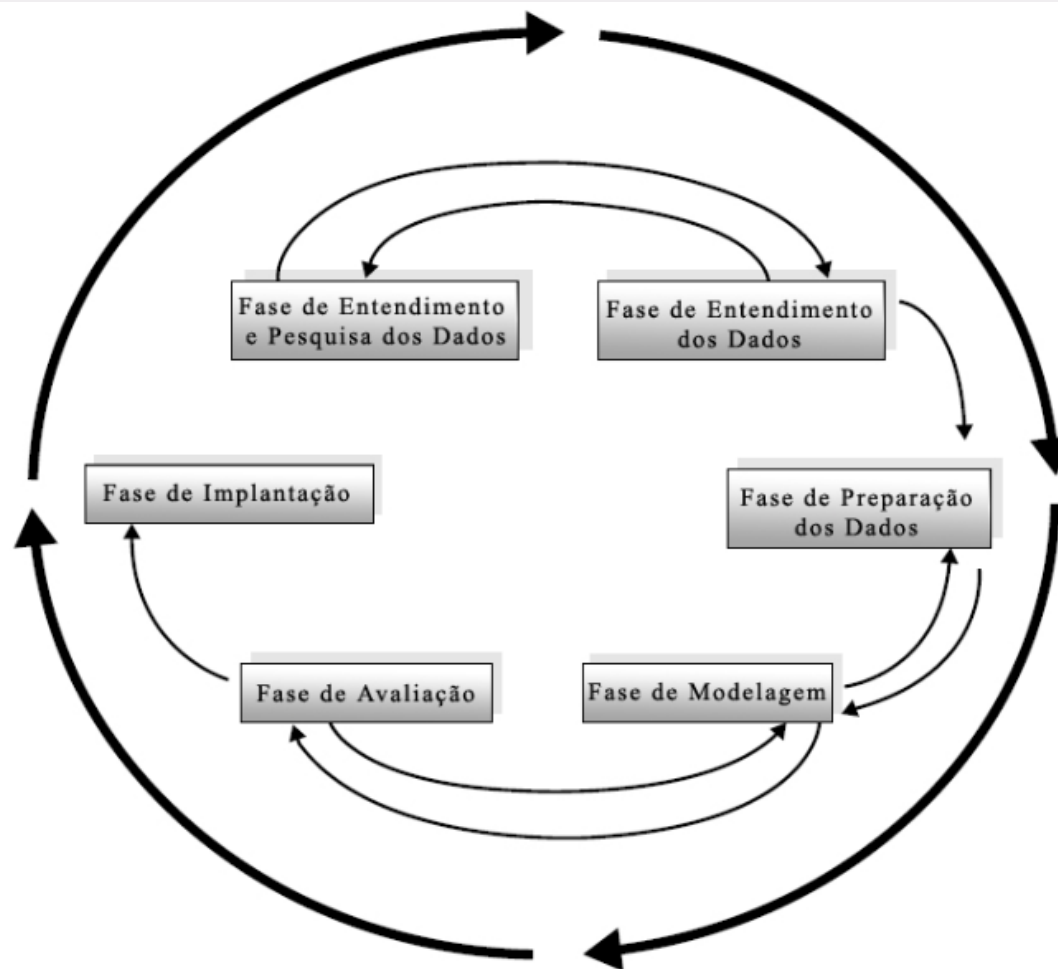 Fase de Entendimento
e Pesquisa dos Dados
Fase de Entendimento
dos Dados
Fase de Implantação
Fase de Preparação
dos Dados
Fase de Avaliação
Fase de Modelagem